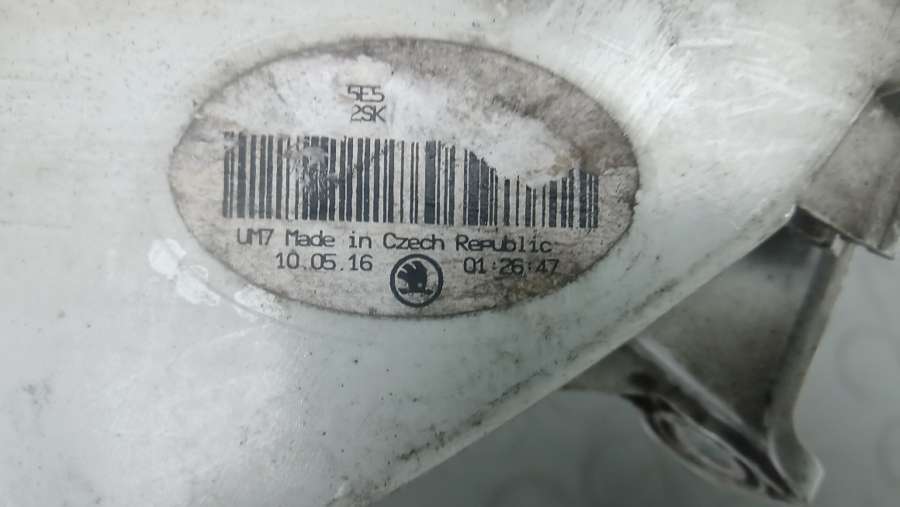 5E5
2SK
UM7 Made in Czech Republic
10.05.16 01:26:47